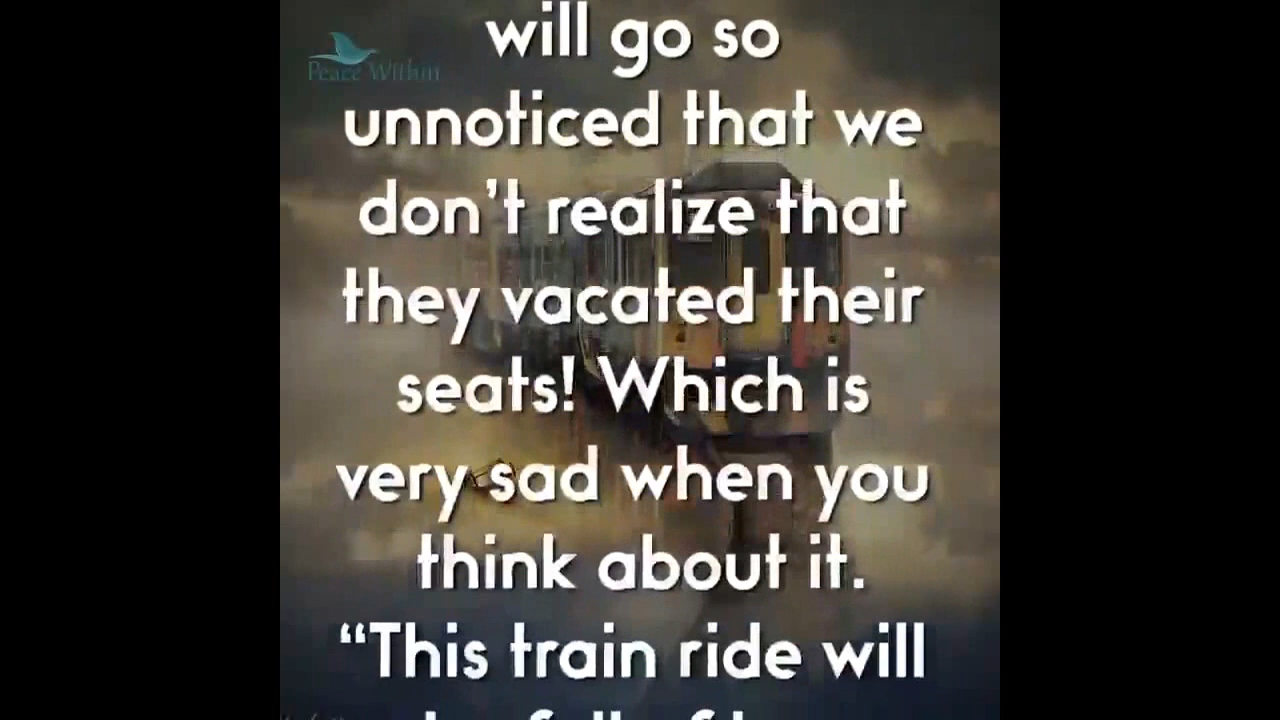 Peace Within
will go so
unnoticed that we
don't realize that
they vacated their
seats! Which is
very sad when you
think about it.
“This train ride will